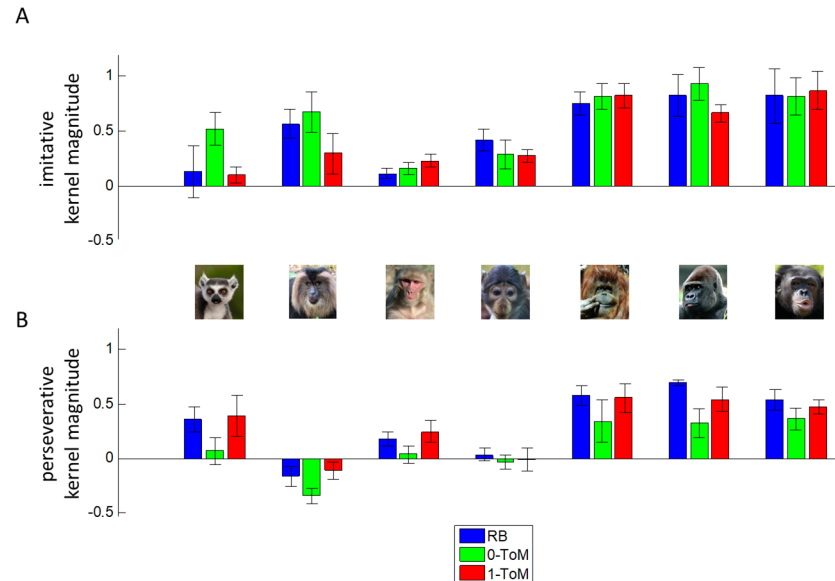 A
imitative
kernel magnitude
1
0.5
0
-0.5
B
perseverative
kernel magnitude
1
0.5
0
-0.5
RB
0-ToM
1-ToM